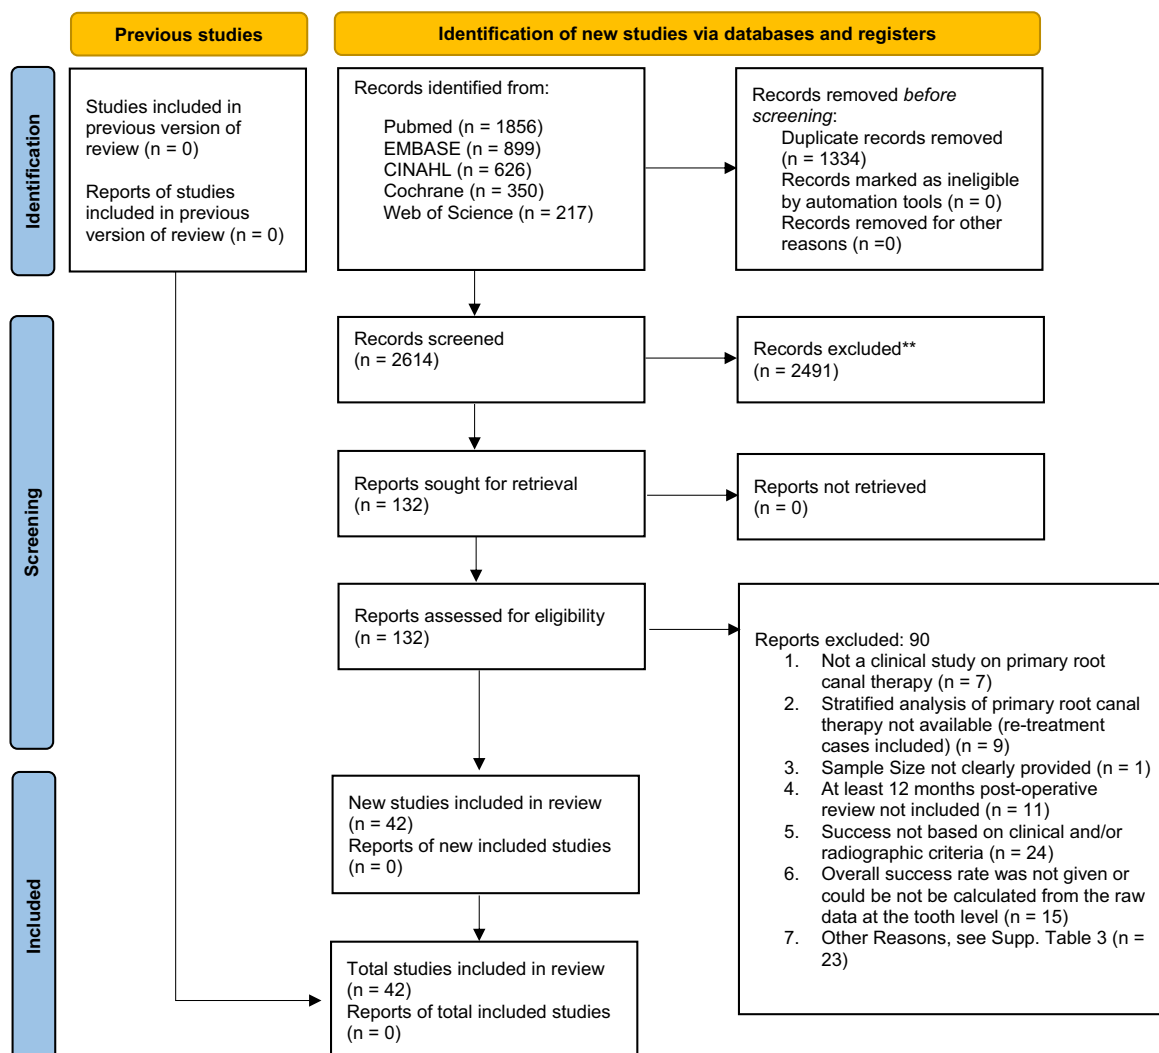 Previous studies
Identification of new studies via databases and registers
Identification
Studies included in
previous version of
review (n = 0)
Reports of studies
included in previous
version of review (n = 0)
Records identified from:
Pubmed (n = 1856)
EMBASE (n = 899)
CINAHL (n = 626)
Cochrane (n = 350)
Web of Science (n = 217)
Records removed before
screening:
Duplicate records removed
(n = 1334)
Records marked as ineligible
by automation tools (n = 0)
Records removed for other
reasons (n =0)
Screening
Records screened
(n = 2614)
Records excluded**
(n = 2491)
Reports sought for retrieval
(n = 132)
Reports not retrieved
(n = 0)
Reports assessed for eligibility
(n = 132)
Reports excluded: 90
1. Not a clinical study on primary root
canal therapy (n = 7)
2. Stratified analysis of primary root canal
therapy not available (re-treatment
cases included) (n = 9)
3. Sample Size not clearly provided (n = 1)
4. At least 12 months post-operative
review not included (n = 11)
5. Success not based on clinical and/or
radiographic criteria (n = 24)
6. Overall success rate was not given or
could be not be calculated from the raw
data at the tooth level (n = 15)
7. Other Reasons, see Supp. Table 3 (n =
23)
Included
New studies included in review
(n = 42)
Reports of new included studies
(n = 0)
Total studies included in review
(n = 42)
Reports of total included studies
(n = 0)